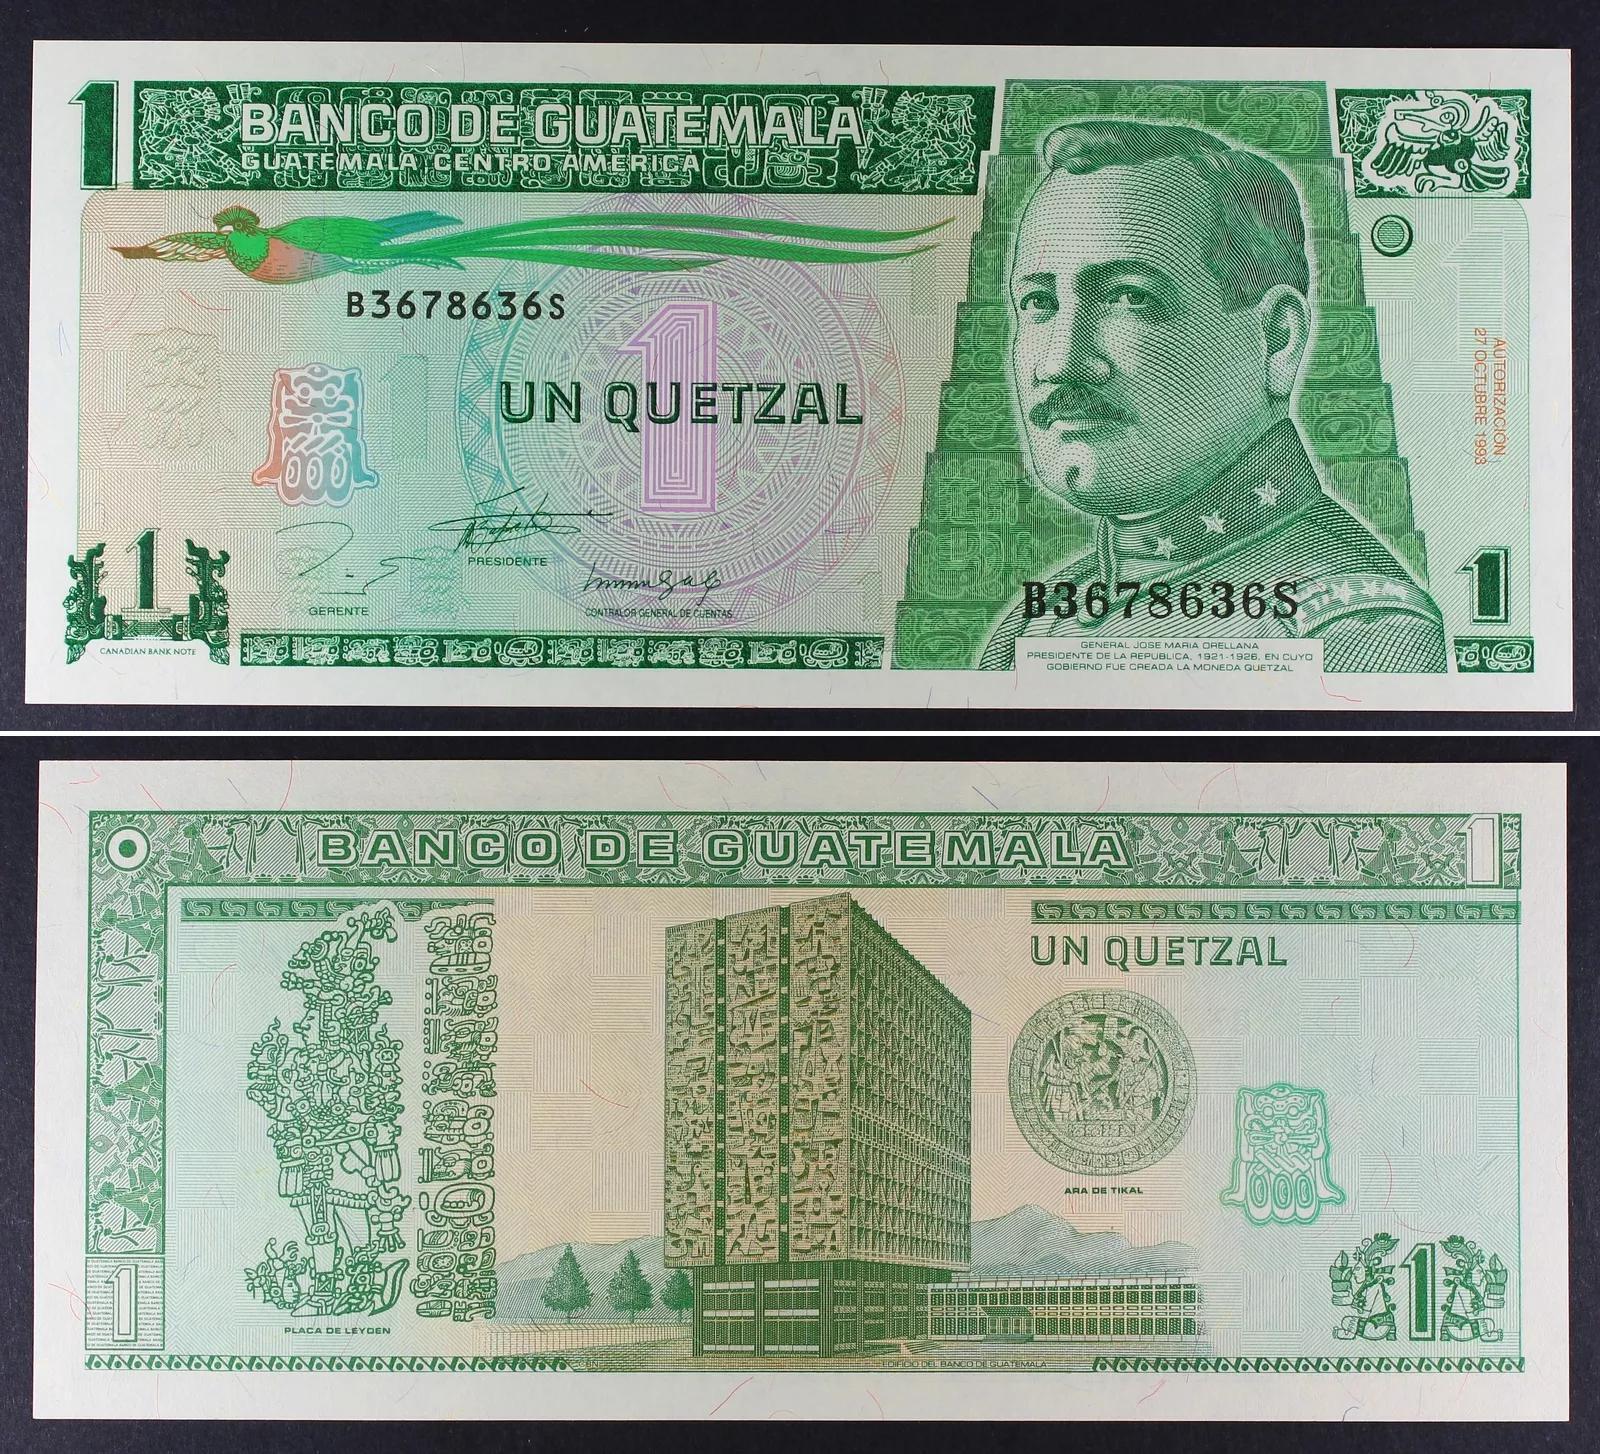 1
BANCO DE GUATEMALA
GUATEMALA, CENTRO AMERICA
B3678636S
1
UN QUETZAL
AUTORIZACIÓN
27 OCTUBRE 1993
PRESIDENTE
GERENTE
CONTRALOR GENERAL DE CUENTAS
1
CANADIAN BANK NOTE
B3678636S
1
GENERAL JOSE MARIA ORELLANA
PRESIDENTE DE LA REPUBLICA, 1921-1926, EN CUYO
GOBIERNO FUE CREADA LA MONEDA QUETZAL
BANCO DE GUATEMALA
1
UN QUETZAL
ARA DE TIKAL
1
PLACA DE LEYDEN
1
EDIFICIO DEL BANCO DE GUATEMALA